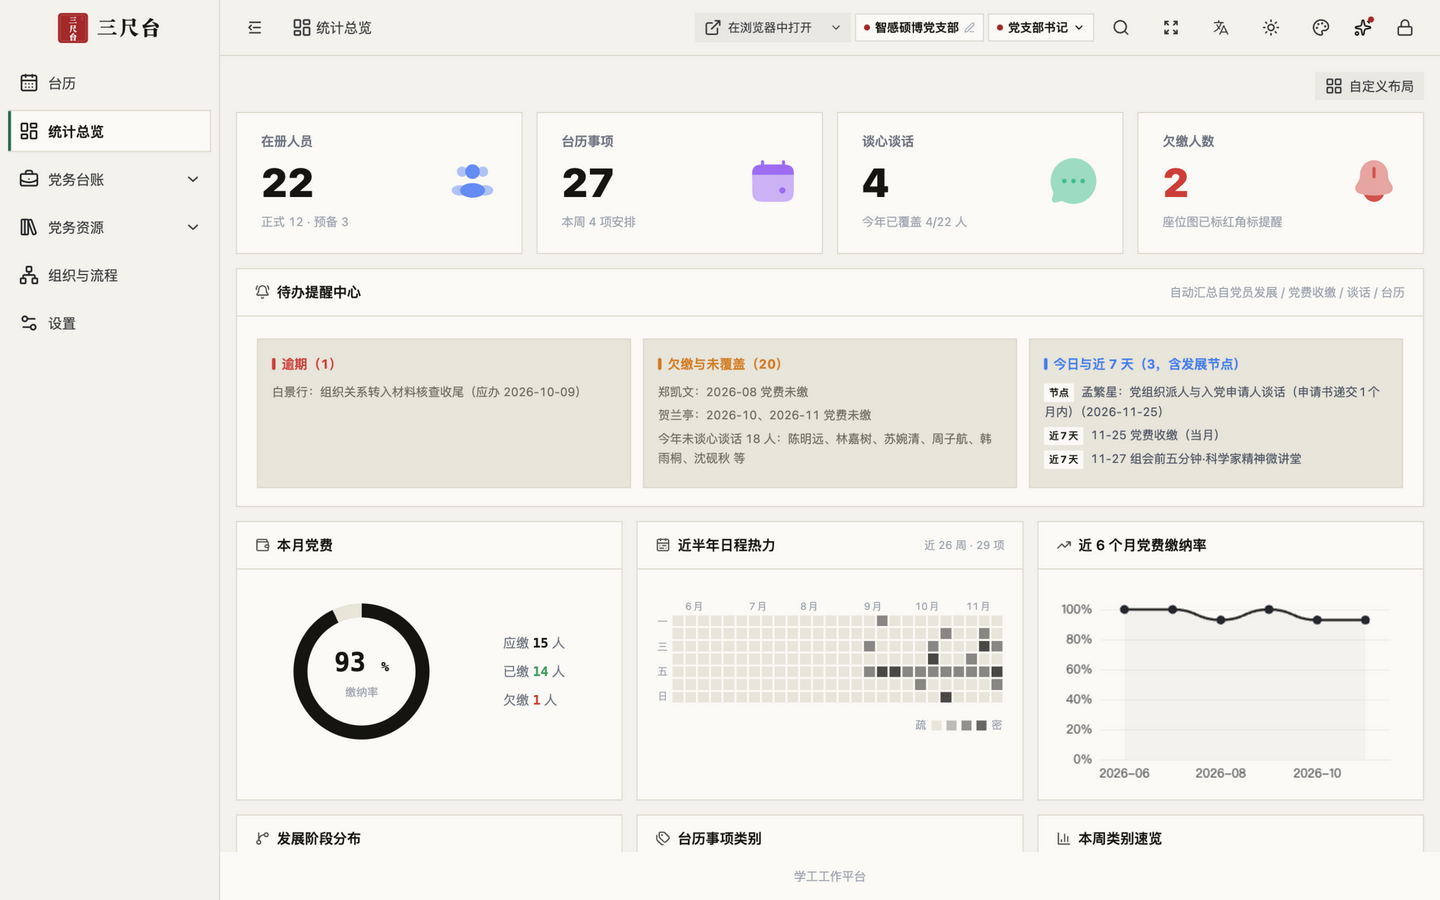 三尺台
三尺台
台历
统计总览
党务台账
党务资源
组织与流程
设置
统计总览
在浏览器中打开
智感硕博党支部
党支部书记
自定义布局
在册人员
22
正式 12 · 预备 3
台历事项
27
本周 4 项安排
谈心谈话
4
今年已覆盖 4/22 人
欠缴人数
2
座位图已标红角标提醒
待办提醒中心
自动汇总自党员发展 / 党费收缴 / 谈话 / 台历
逾期（1）
白景行：组织关系转入材料核查收尾（应办 2026-10-09）
欠缴与未覆盖（20）
郑凯文：2026-08 党费未缴
贺兰亭：2026-10、2026-11 党费未缴
今年未谈心谈话 18 人：陈明远、林嘉树、苏婉清、周子航、韩
雨桐、沈砚秋 等
今日与近 7 天（3，含发展节点）
节点 孟繁星：党组织派人与入党申请人谈话（申请书递交 1 个
月内）（2026-11-25）
近7天 11-25 党费收缴（当月）
近7天 11-27 组会前五分钟·科学家精神微讲堂
本月党费
93 %
缴纳率
应缴 15 人
已缴 14 人
欠缴 1 人
近半年日程热力
近 26 周 · 29 项
6月 7月 8月 9月 10月 11月
一
三
五
日
疏 密
近 6 个月党费缴纳率
100%
80%
60%
40%
20%
0%
2026-06 2026-08 2026-10
发展阶段分布
台历事项类别
本周类别速览
学工工作平台